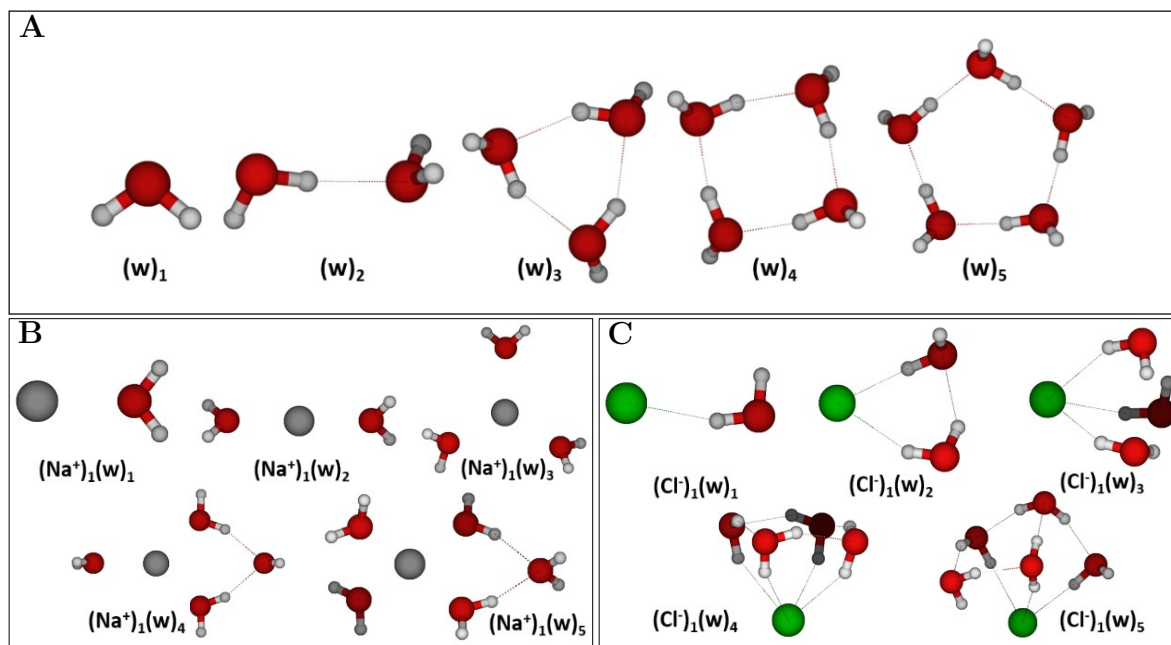 A
(w)₁ (w)₂ (w)₃ (w)₄ (w)₅
B
(Na⁺)₁(w)₁ (Na⁺)₁(w)₂ (Na⁺)₁(w)₃
(Na⁺)₁(w)₄ (Na⁺)₁(w)₅
C
(Cl⁻)₁(w)₁ (Cl⁻)₁(w)₂ (Cl⁻)₁(w)₃
(Cl⁻)₁(w)₄ (Cl⁻)₁(w)₅